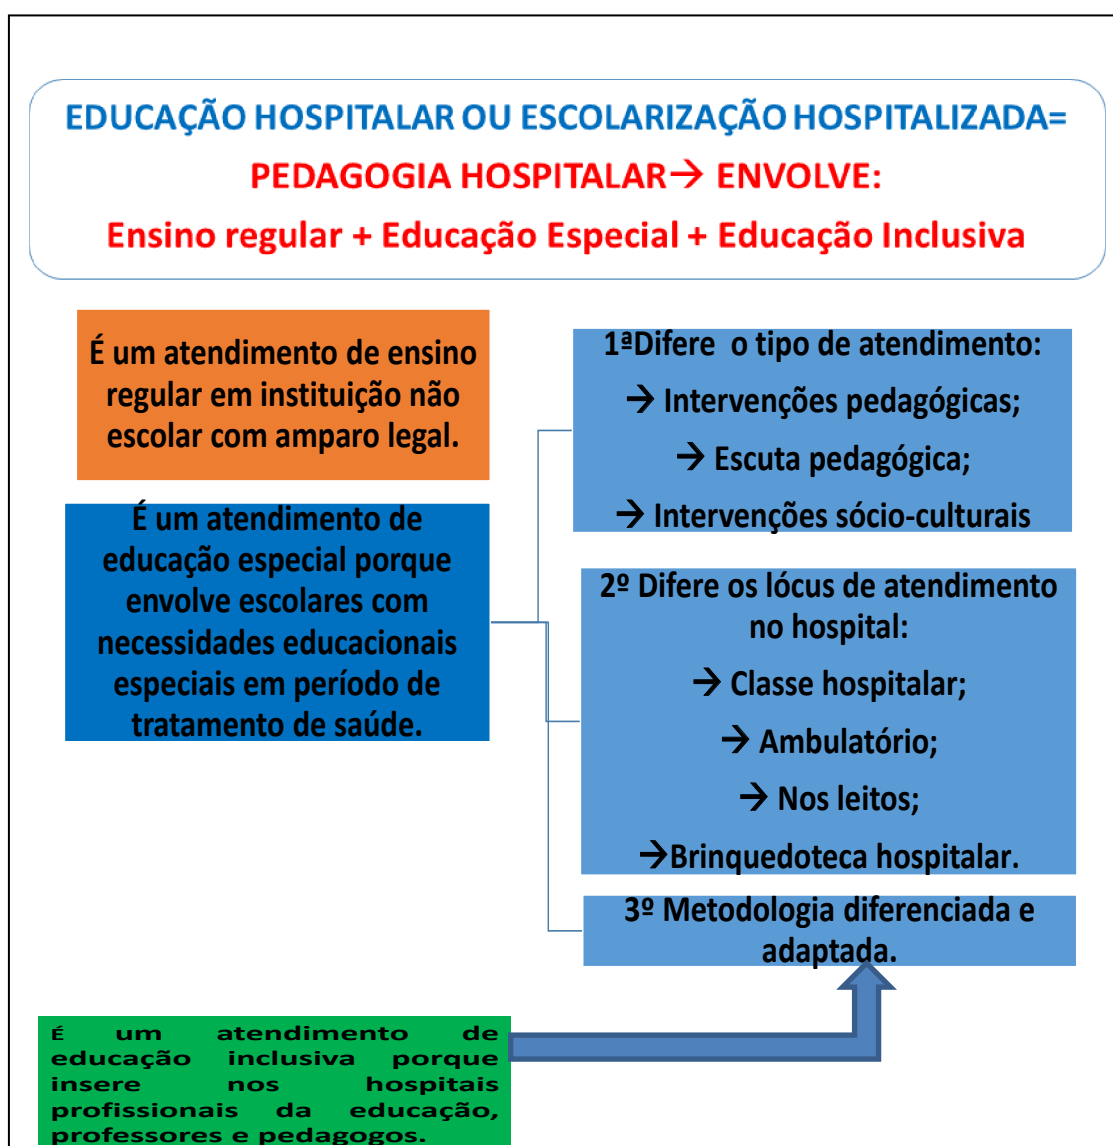 EDUCAÇÃO HOSPITALAR OU ESCOLARIZAÇÃO HOSPITALIZADA=
PEDAGOGIA HOSPITALAR→ ENVOLVE:
Ensino regular + Educação Especial + Educação Inclusiva
É um atendimento de ensino
regular em instituição não
escolar com amparo legal.
É um atendimento de
educação especial porque
envolve escolares com
necessidades educacionais
especiais em período de
tratamento de saúde.
1ªDifere o tipo de atendimento:
→ Intervenções pedagógicas;
→ Escuta pedagógica;
→ Intervenções sócio-culturais
2º Difere os lócus de atendimento
no hospital:
→ Classe hospitalar;
→ Ambulatório;
→ Nos leitos;
→Brinquedoteca hospitalar.
3º Metodologia diferenciada e
adaptada.
É um atendimento de
educação inclusiva porque
insere nos hospitais
profissionais da educação,
professores e pedagogos.